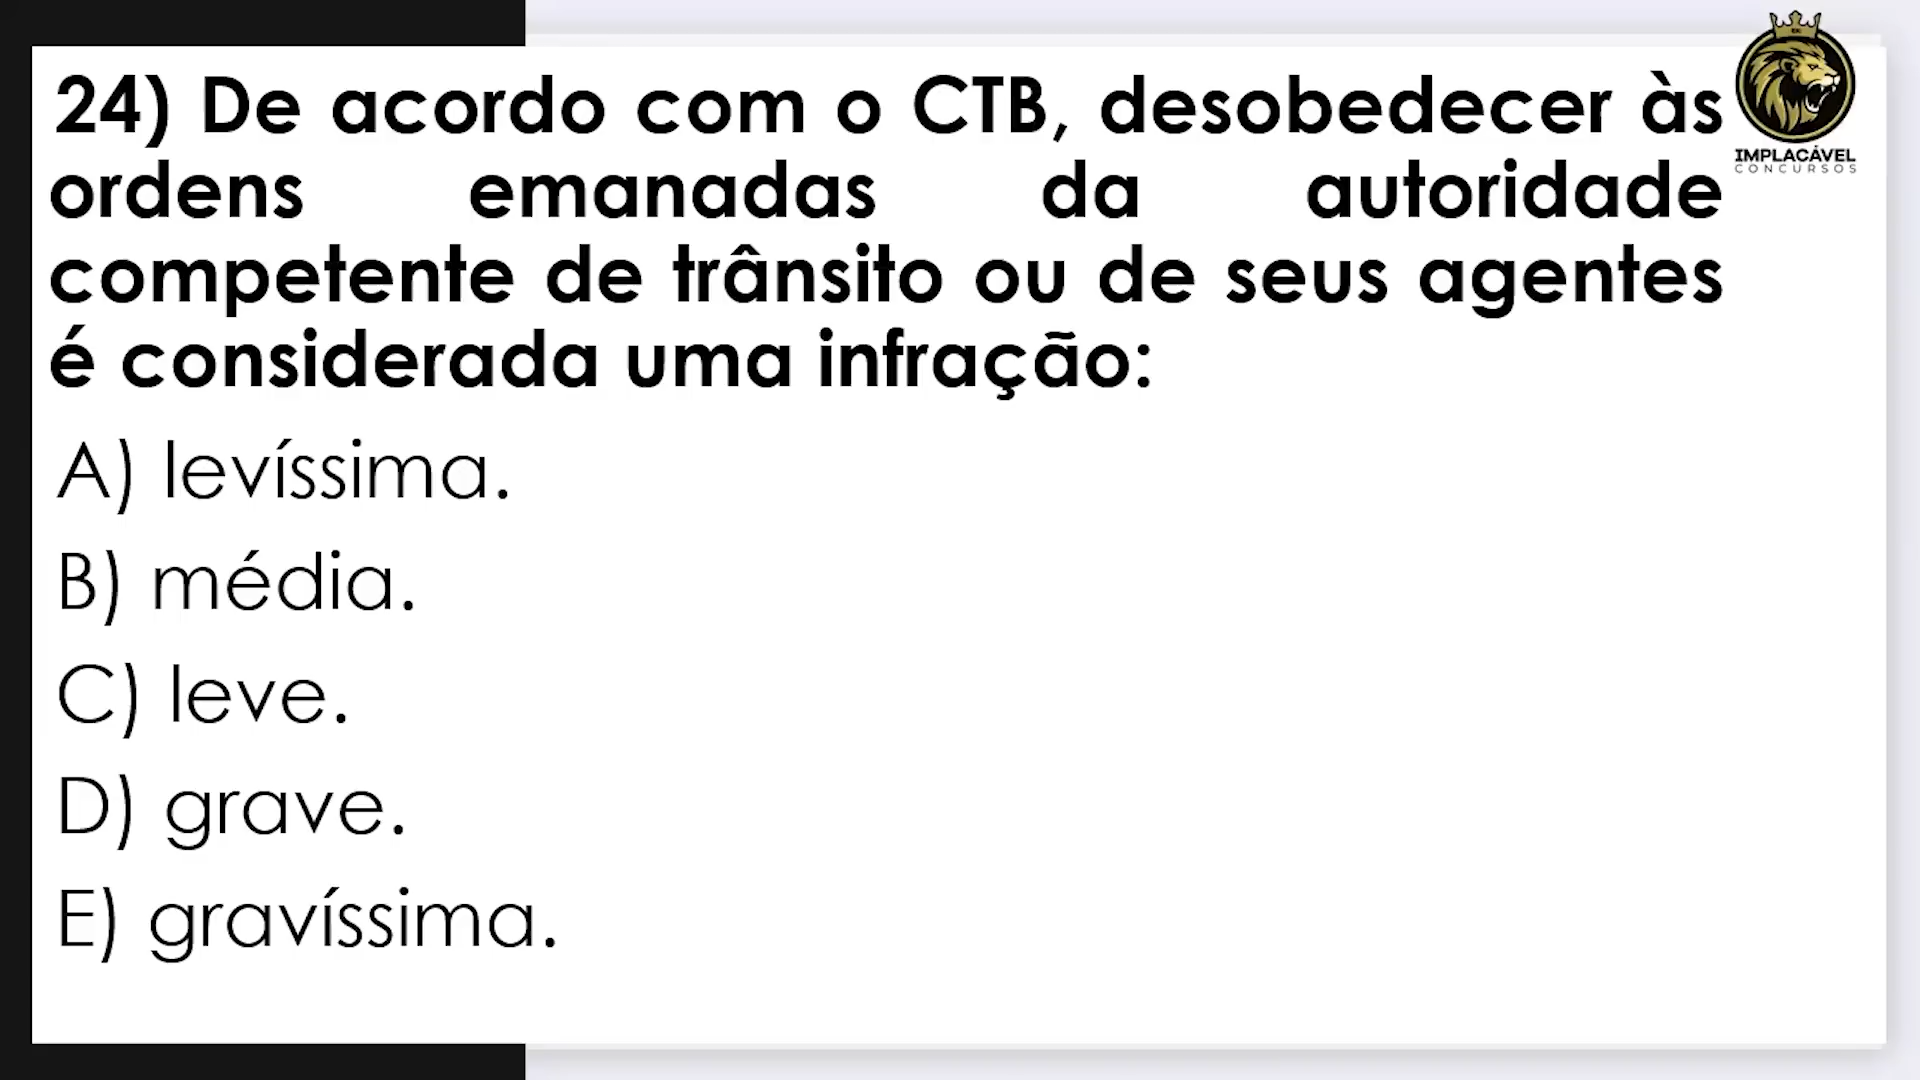 24) De acordo com o CTB, desobedecer às
ordens emanadas da autoridade
competente de trânsito ou de seus agentes
é considerada uma infração:
A) levíssima.
B) média.
C) leve.
D) grave.
E) gravíssima.
IMPLACÁVEL
CONCURSOS